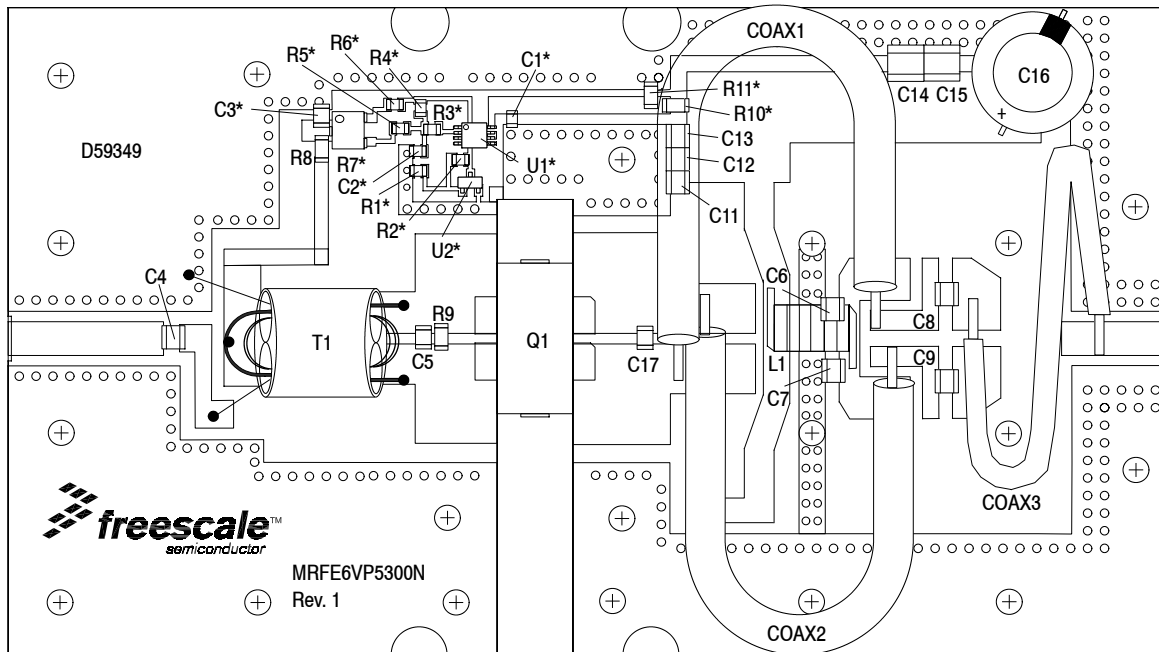 COAX1
R6*
R5*
R4*
C1*
C3*
R3*
R11*
R10*
C14 C15
C16
+
D59349
R8
R7*
C2*
R1*
R2*
U1*
U2*
C13
C12
C11
C4
T1
R9
C5
Q1
C17
C6
L1
C7
C8
C9
COAX3
freescale™
semiconductor
MRFE6VP5300N
Rev. 1
COAX2